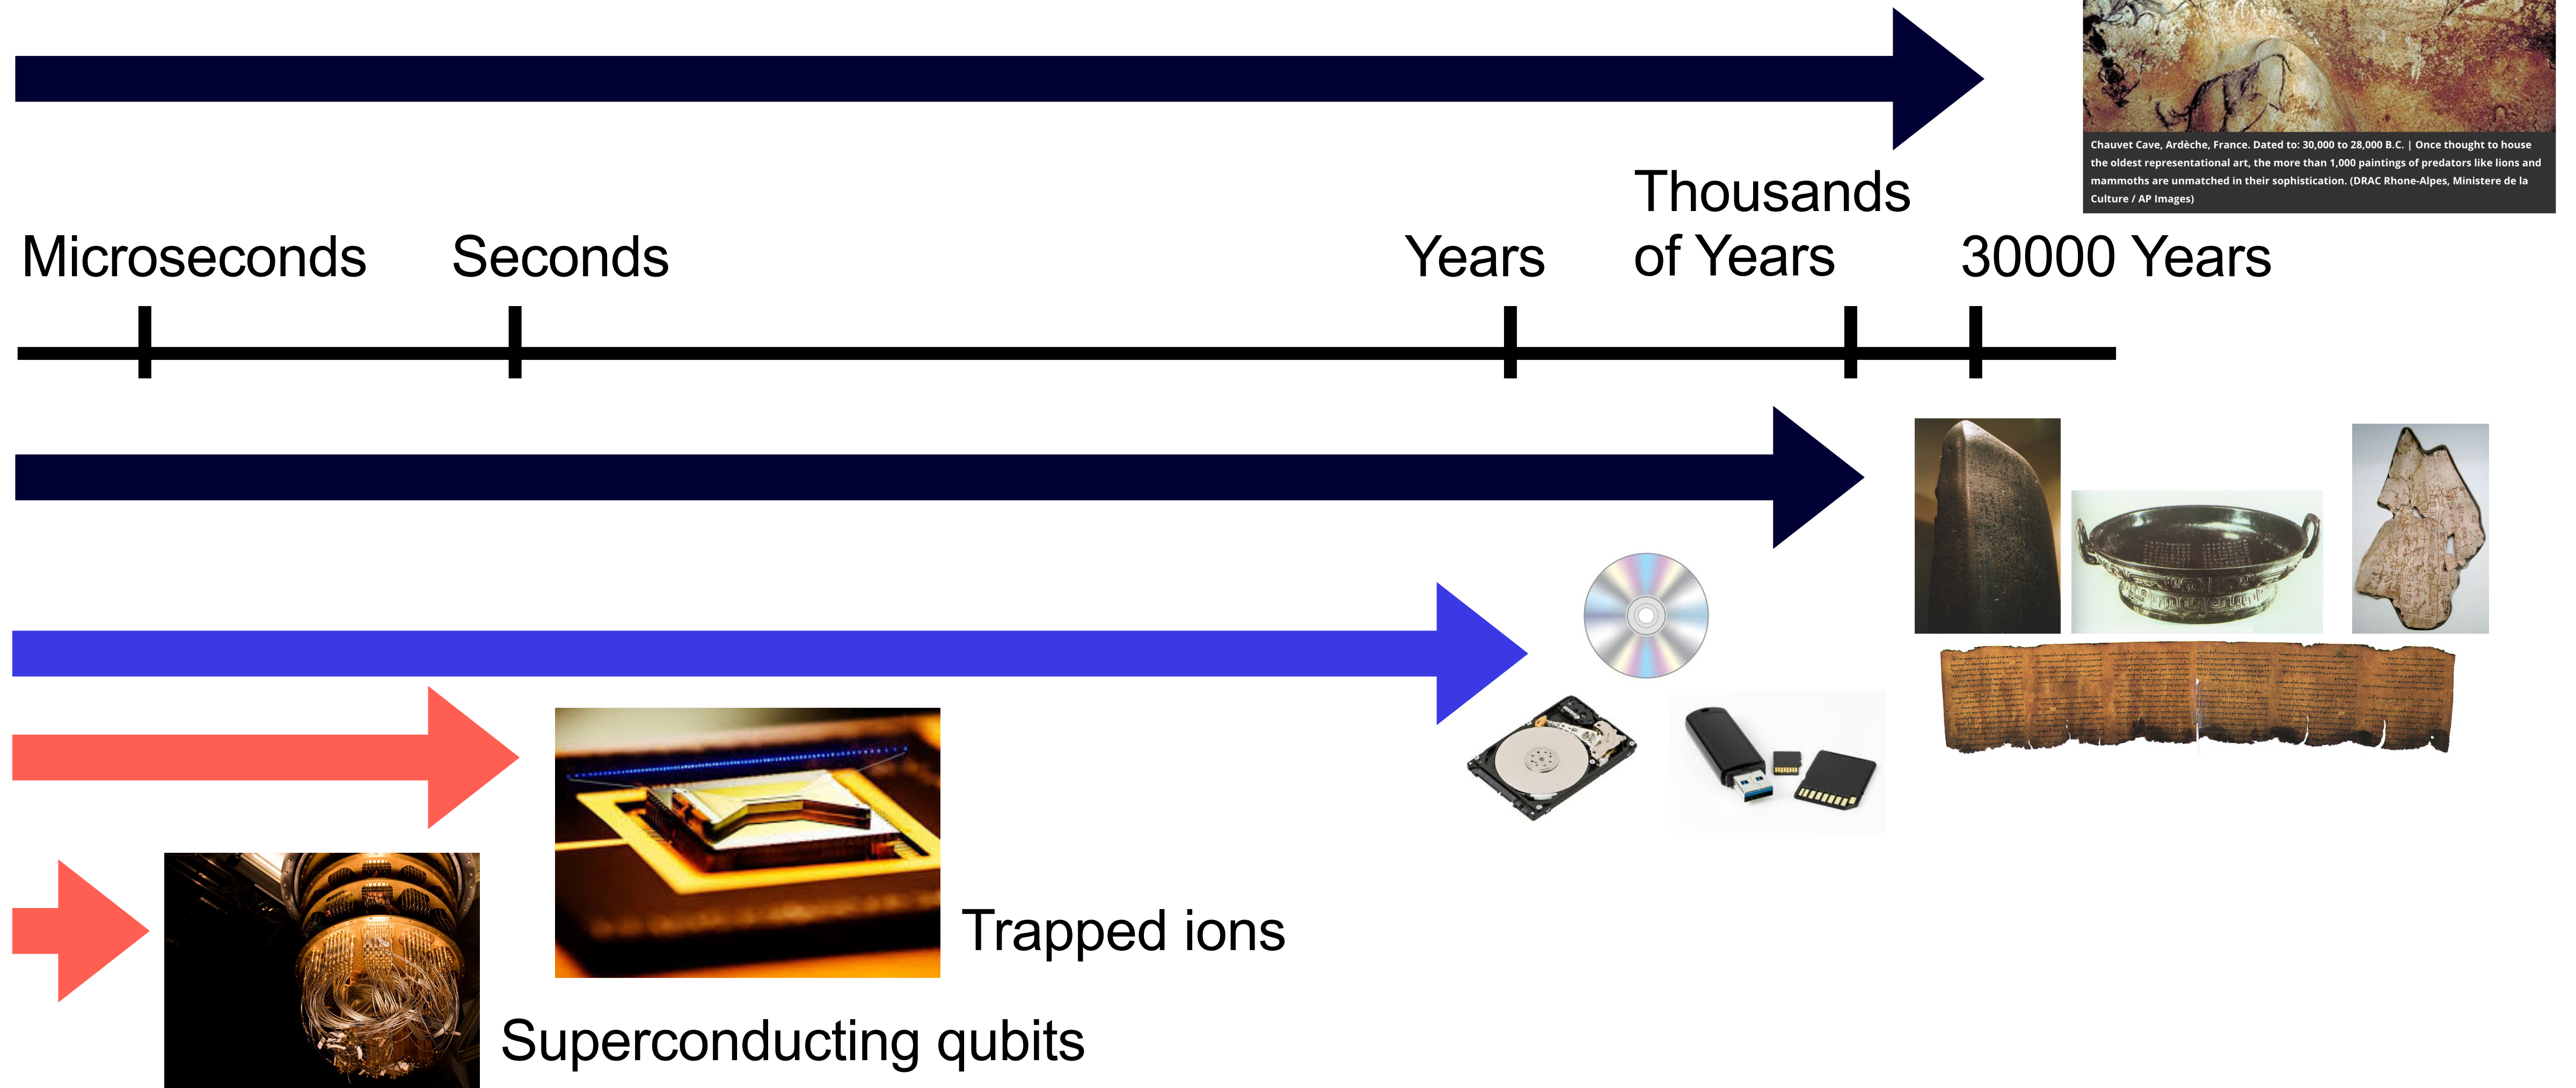 Chauvet Cave, Ardèche, France. Dated to: 30,000 to 28,000 B.C. | Once thought to house
the oldest representational art, the more than 1,000 paintings of predators like lions and
mammoths are unmatched in their sophistication. (DRAC Rhone-Alpes, Ministere de la
Culture / AP Images)
Microseconds
Seconds
Years
Thousands
of Years
30000 Years
Trapped ions
Superconducting qubits